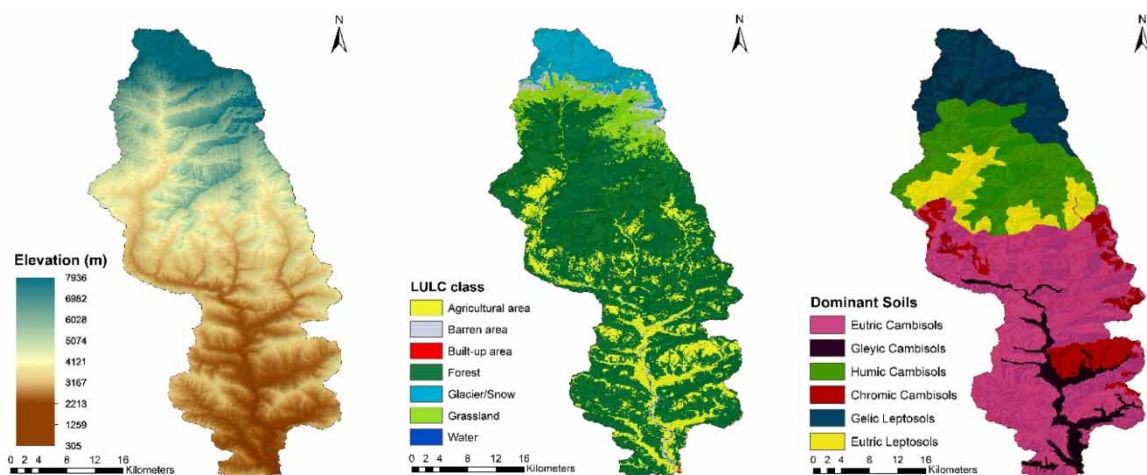 N
Elevation (m)
7936
6982
6028
5074
4121
3167
2213
1259
305
0 2 4 8 12 16
Kilometers
N
LULC class
Agricultural area
Barren area
Built-up area
Forest
Glacier/Snow
Grassland
Water
0 2 4 8 12 16
Kilometers
N
Dominant Soils
Eutric Cambisols
Gleyic Cambisols
Humic Cambisols
Chromic Cambisols
Gelic Leptosols
Eutric Leptosols
0 2 4 8 12 16
Kilometers